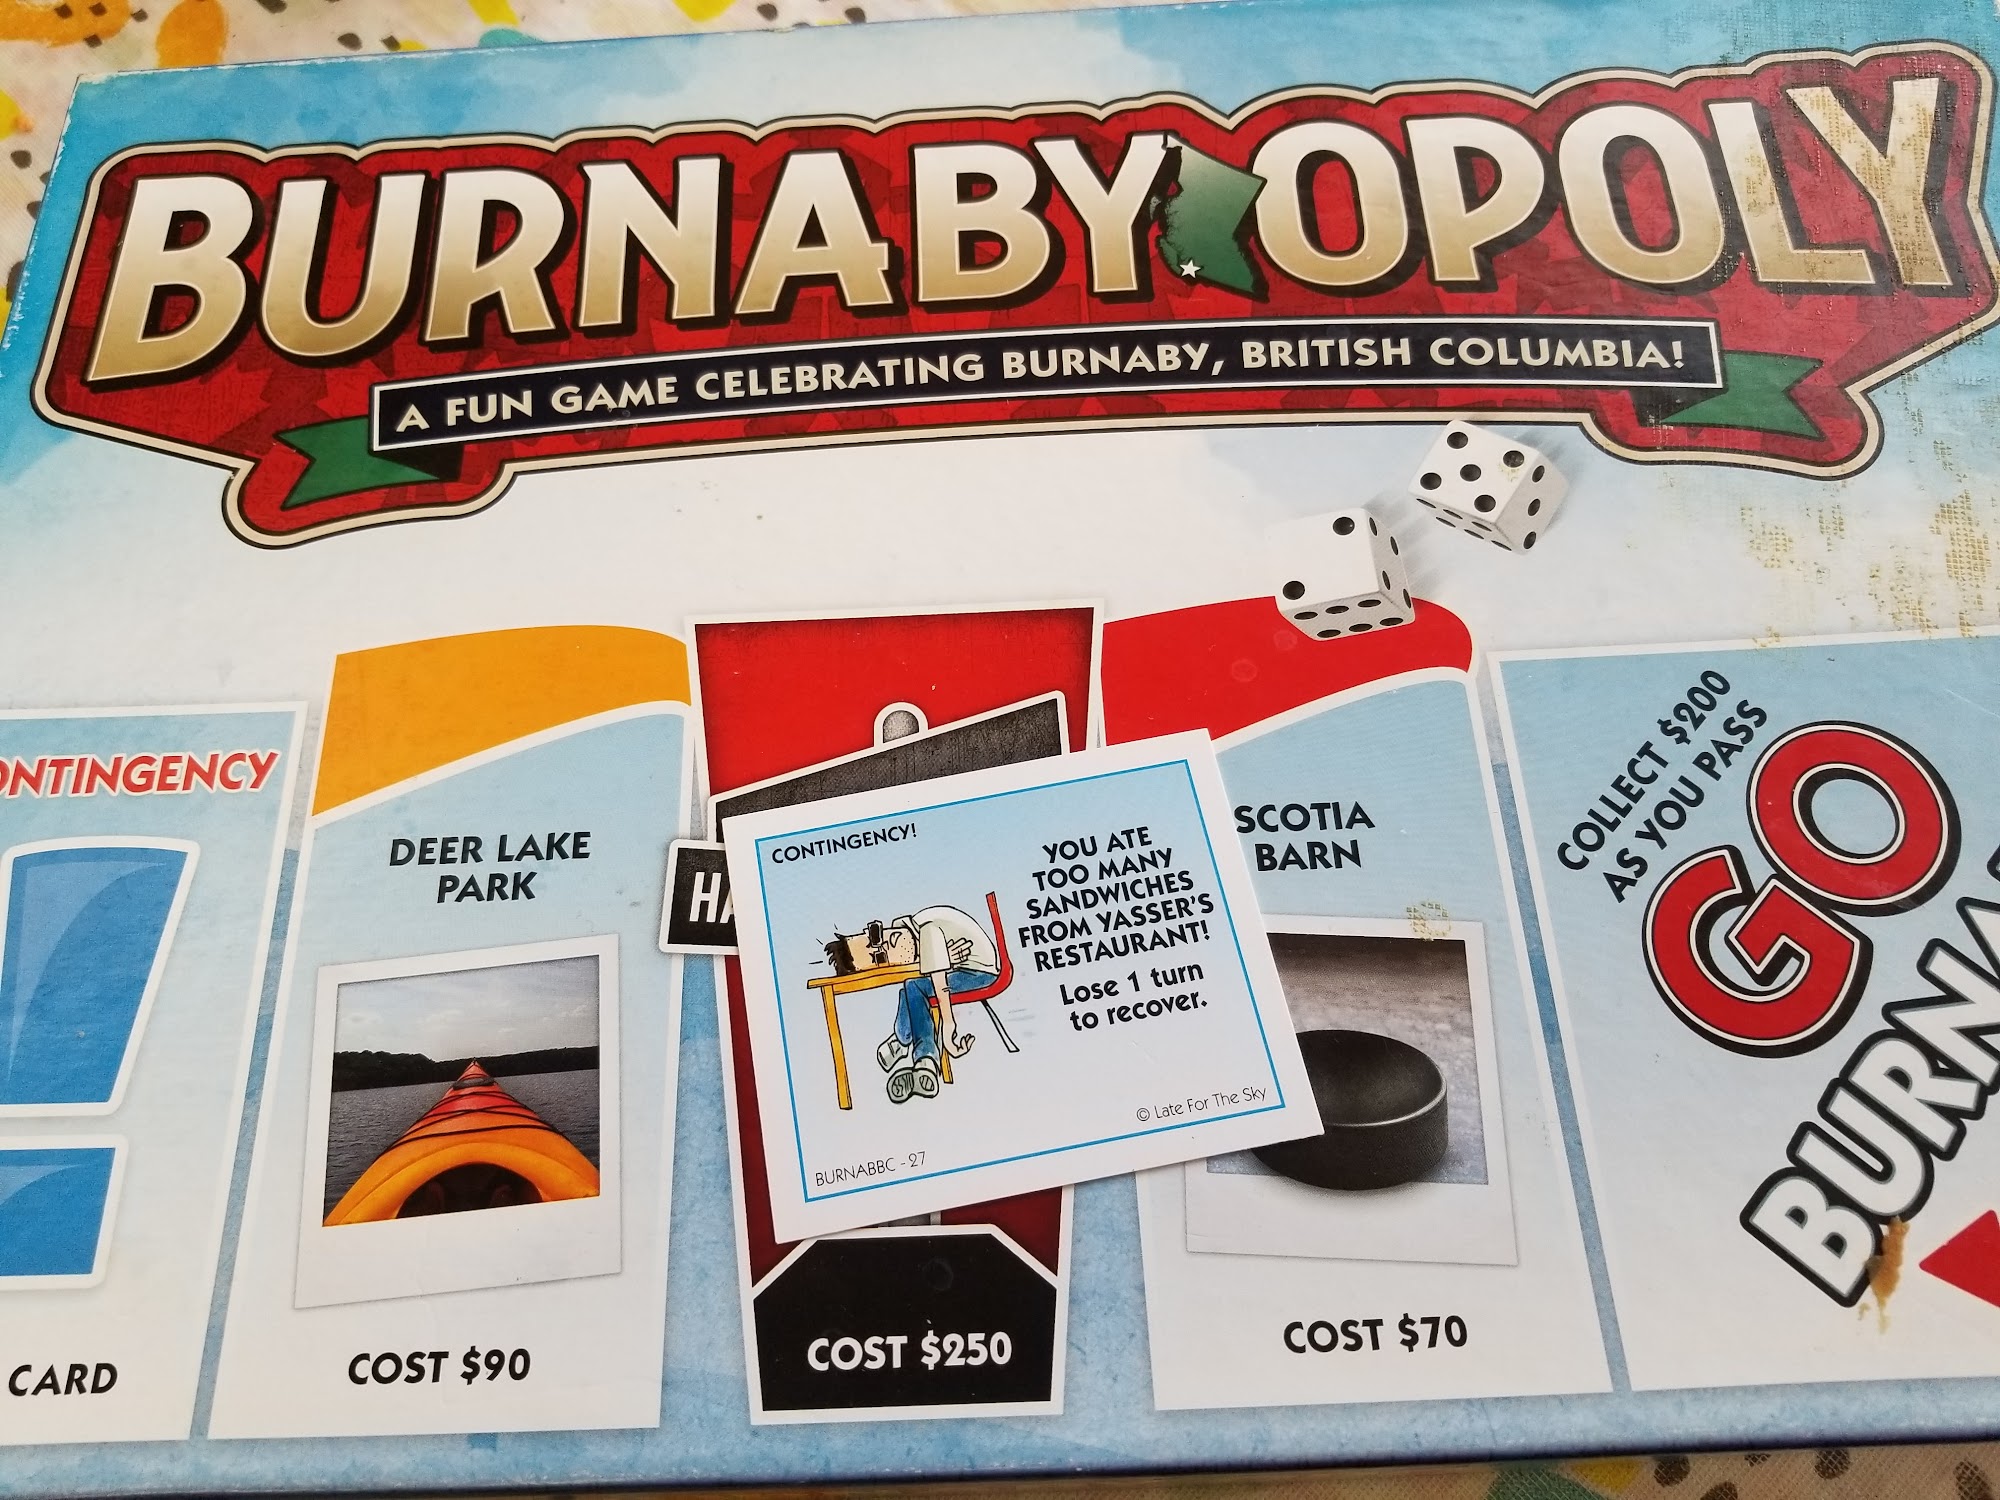 BURNABY OPOLY
A FUN GAME CELEBRATING BURNABY, BRITISH COLUMBIA!
ONTINGENCY
CARD
DEER LAKE
PARK
COST $90
HA
COST $250
CONTINGENCY!
YOU ATE
TOO MANY
SANDWICHES
FROM YASSER'S
RESTAURANT!
Lose 1 turn
to recover.
© Late For The Sky
BURNABBC - 27
SCOTIA
BARN
COST $70
COLLECT $200
AS YOU PASS
GO
BURNA